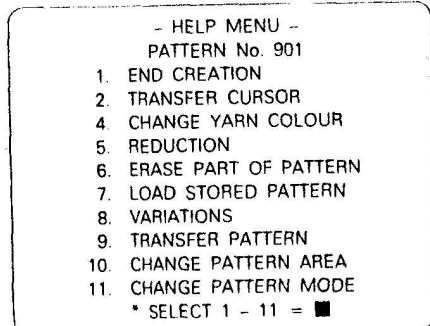 - HELP MENU -
PATTERN No. 901
1. END CREATION
2. TRANSFER CURSOR
4. CHANGE YARN COLOUR
5. REDUCTION
6. ERASE PART OF PATTERN
7. LOAD STORED PATTERN
8. VARIATIONS
9. TRANSFER PATTERN
10. CHANGE PATTERN AREA
11. CHANGE PATTERN MODE
* SELECT 1 - 11 = ■